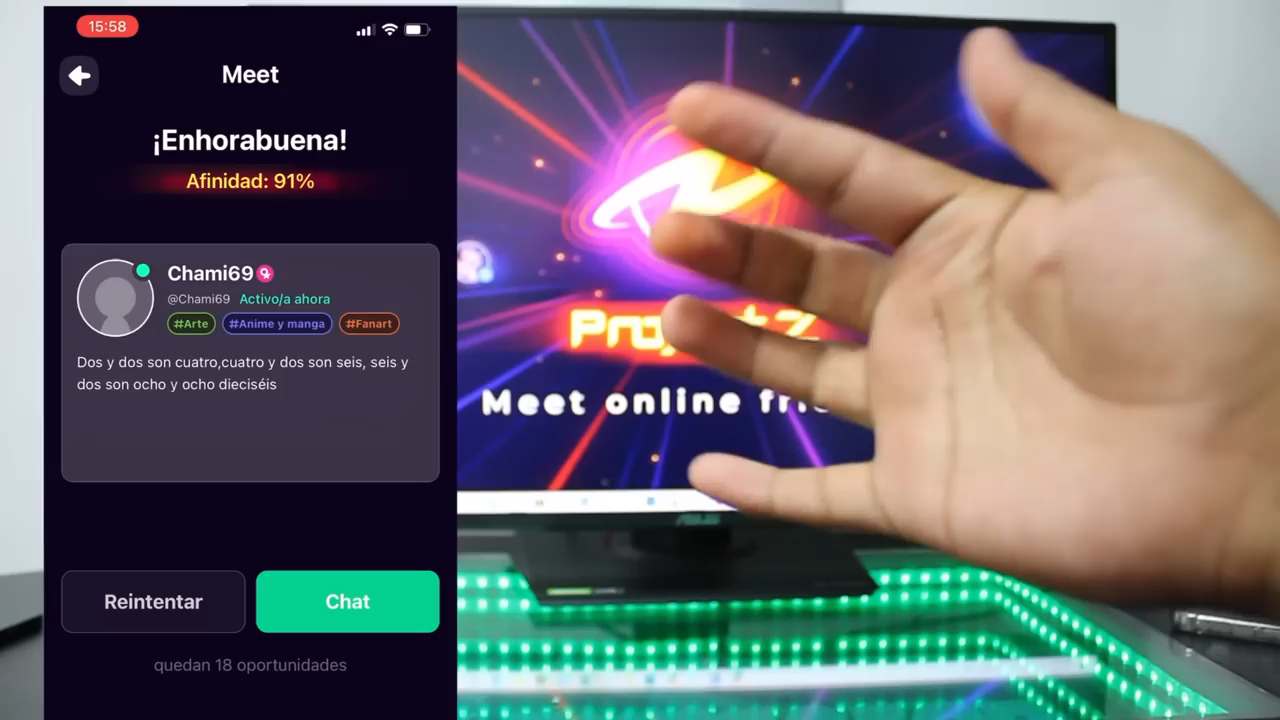 15:58
Meet
¡Enhorabuena!
Afinidad: 91%
Chami69
@Chami69 Activo/a ahora
#Arte #Anime y manga #Fanart
Dos y dos son cuatro,cuatro y dos son seis, seis y
dos son ocho y ocho dieciséis
Reintentar
Chat
quedan 18 oportunidades
Meet online